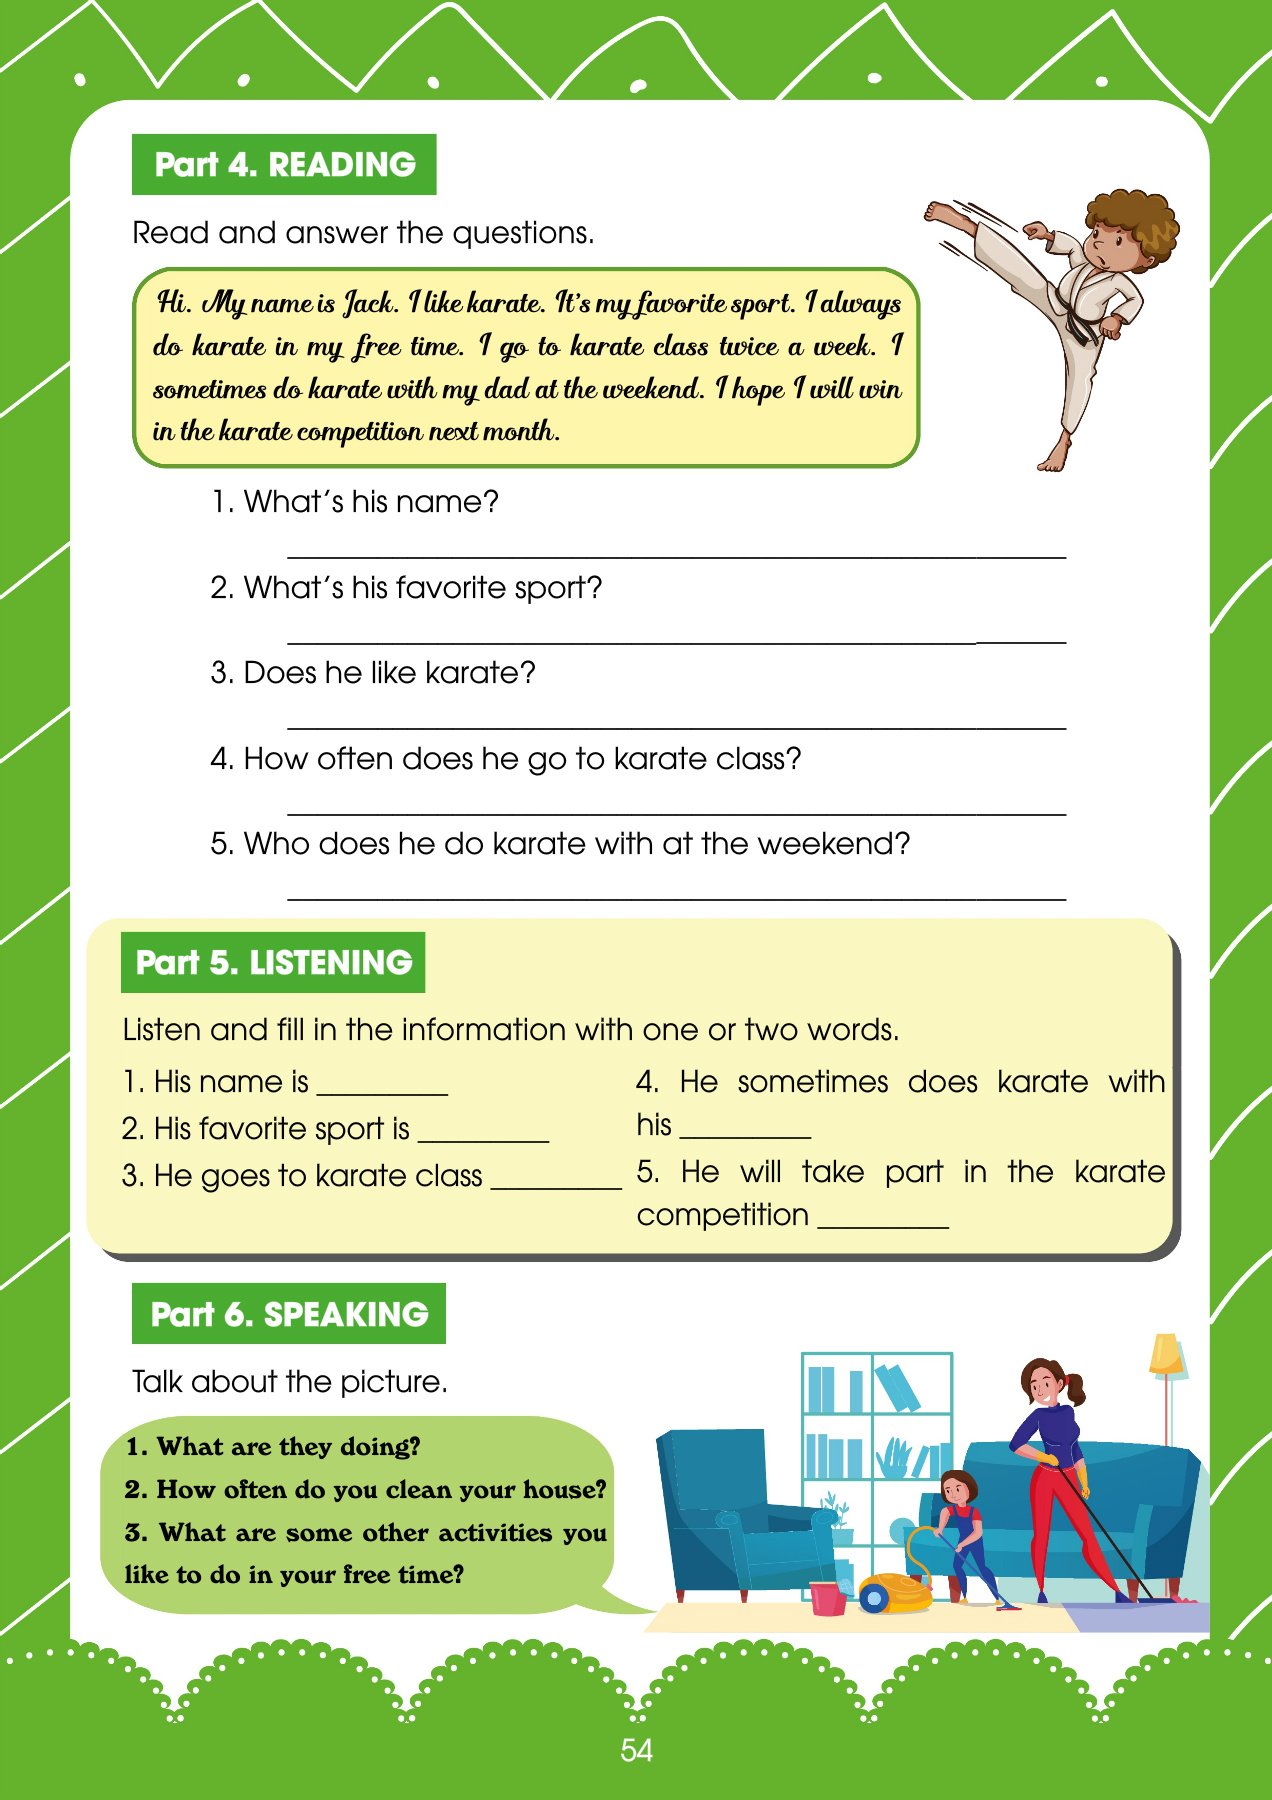 Part 4. READING
Read and answer the questions.
Hi. My name is Jack. I like karate. It's my favorite sport. I always
do karate in my free time. I go to karate class twice a week. I
sometimes do karate with my dad at the weekend. I hope I will win
in the karate competition next month.
1. What's his name?
2. What's his favorite sport?
3. Does he like karate?
4. How often does he go to karate class?
5. Who does he do karate with at the weekend?
Part 5. LISTENING
Listen and fill in the information with one or two words.
1. His name is ________
2. His favorite sport is ________
3. He goes to karate class ________
4. He sometimes does karate with
his ________
5. He will take part in the karate
competition ________
Part 6. SPEAKING
Talk about the picture.
1. What are they doing?
2. How often do you clean your house?
3. What are some other activities you
like to do in your free time?
54